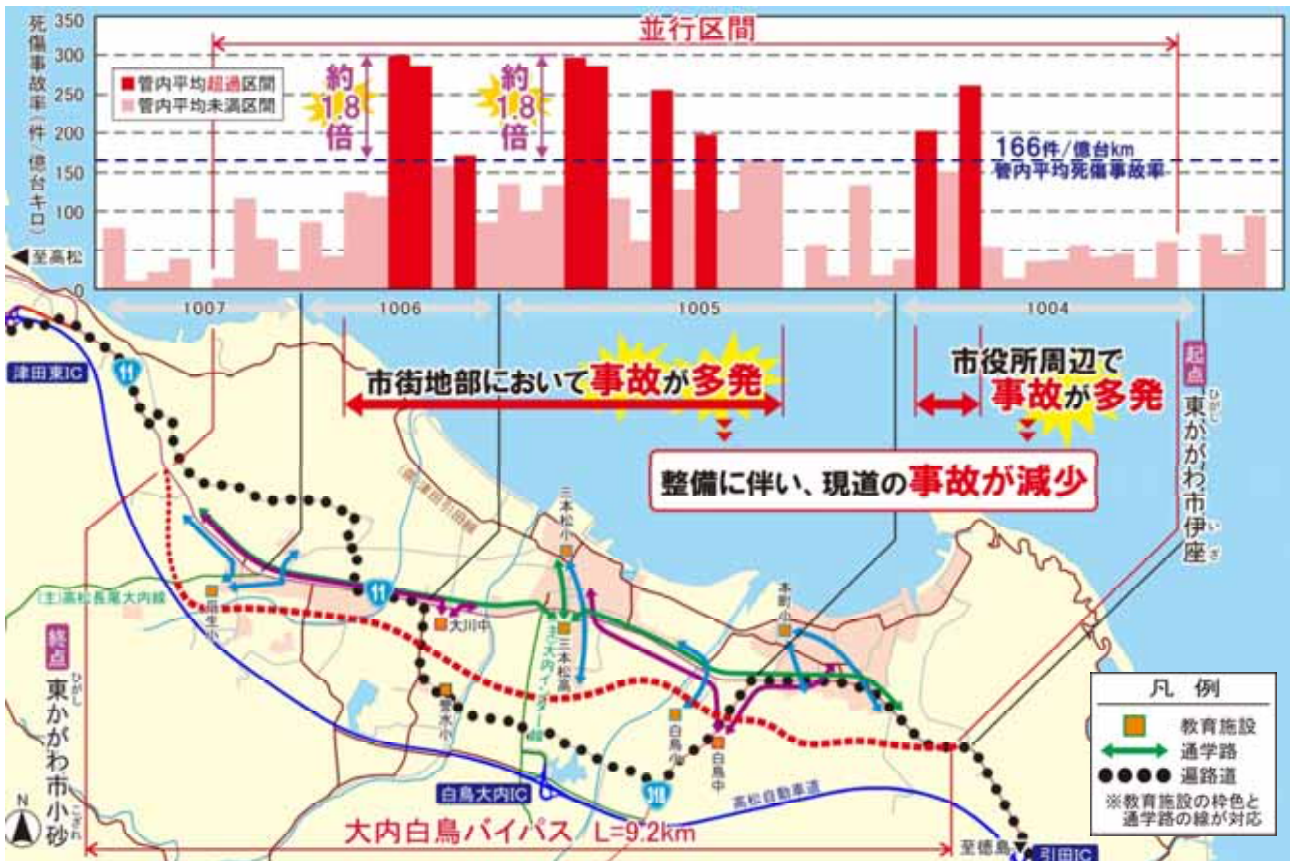 死傷事故率(件/億台キロ)
350
300
250
200
150
100
50
0
並行区間
管内平均超過区間
管内平均未満区間
約
1.8
倍
約
1.8
倍
166件/億台km
管内平均死傷事故率
至高松
1007
1006
1005
1004
津田東IC
11
市街地部において事故が多発
市役所周辺で
事故が多発
整備に伴い、現道の事故が減少
起点
東かがわ市伊座
ひがし
いざ
津田引田線
三本松小
(主)高松長尾大内線
11
大川中
三本松高
本町小
(主)大内インター線
誉水小
白鳥小
白鳥中
318
白鳥大内IC
高松自動車道
終点
東かがわ市小砂
ひがし
こざれ
N
大内白鳥バイパス L=9.2km
至徳島
引田IC
凡例
教育施設
通学路
遍路道
※教育施設の枠色と
通学路の線が対応